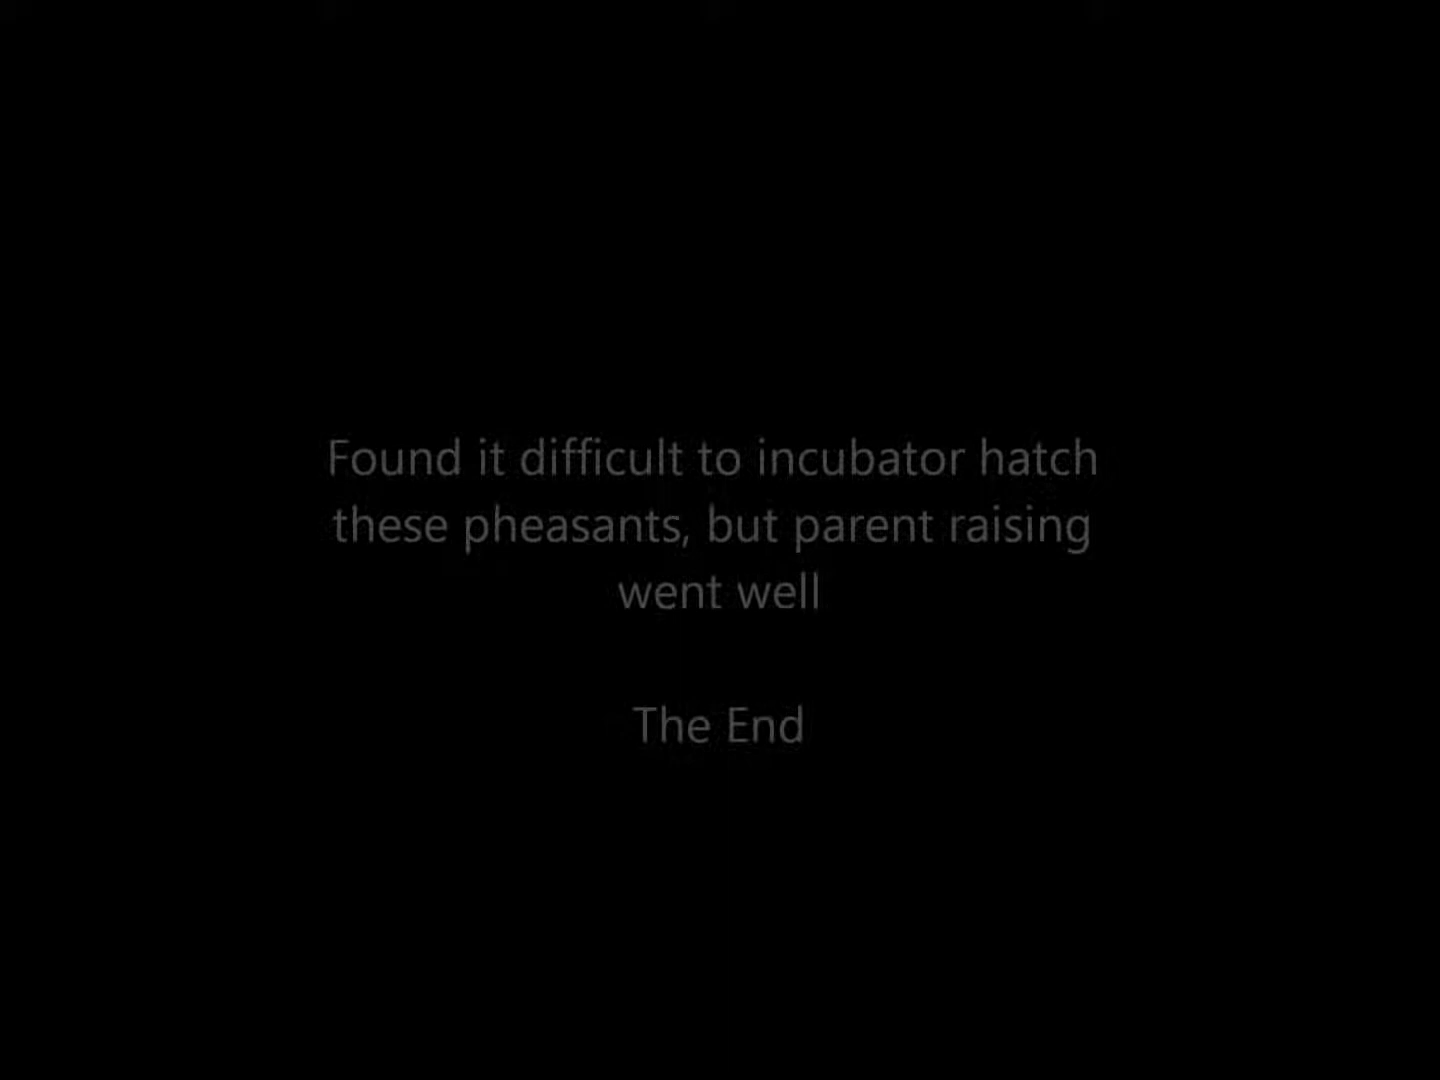 Found it difficult to incubator hatch
these pheasants, but parent raising
went well
The End